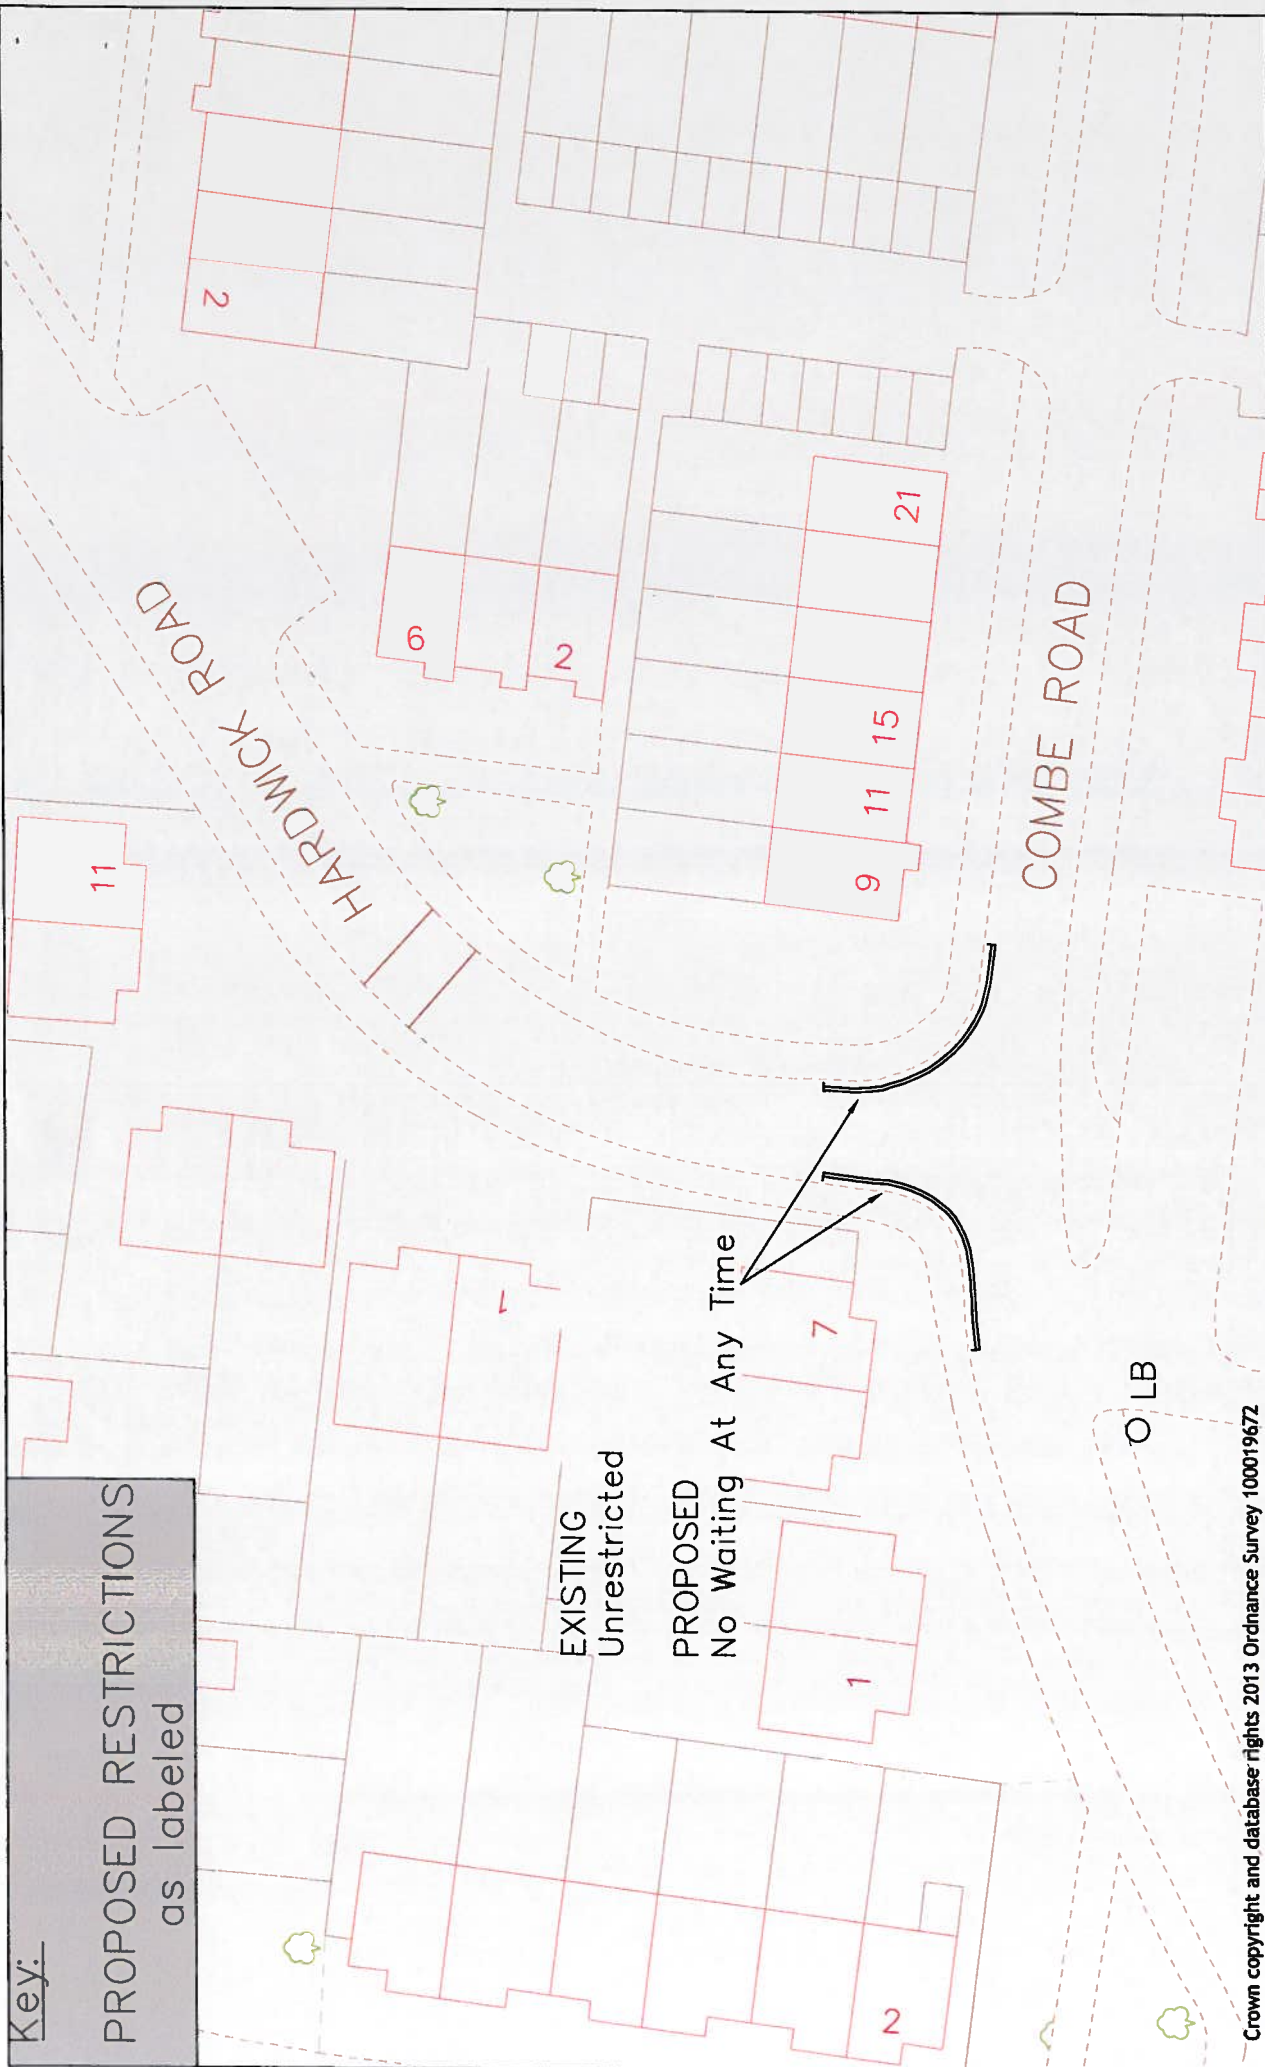 Key:
PROPOSED RESTRICTIONS
as labeled
EXISTING
Unrestricted
PROPOSED
No Waiting At Any Time
HARDWICK ROAD
COMBE ROAD
LB
11
1
7
1
2
2
6
2
9
11
15
21
Crown copyright and database rights 2013 Ordnance Survey 100019672